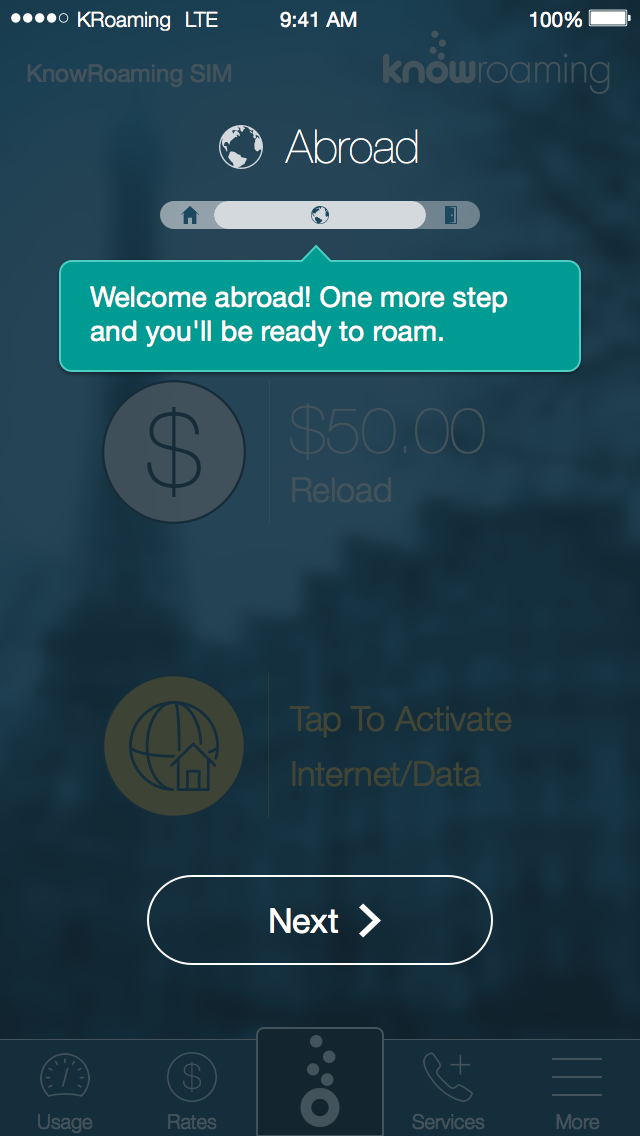 KRoaming LTE 9:41 AM 100%
KnowRoaming SIM
knowroaming
Abroad
Welcome abroad! One more step
and you'll be ready to roam.
$
$50.00
Reload
Tap To Activate
Internet/Data
Next
$
Usage Rates Services More